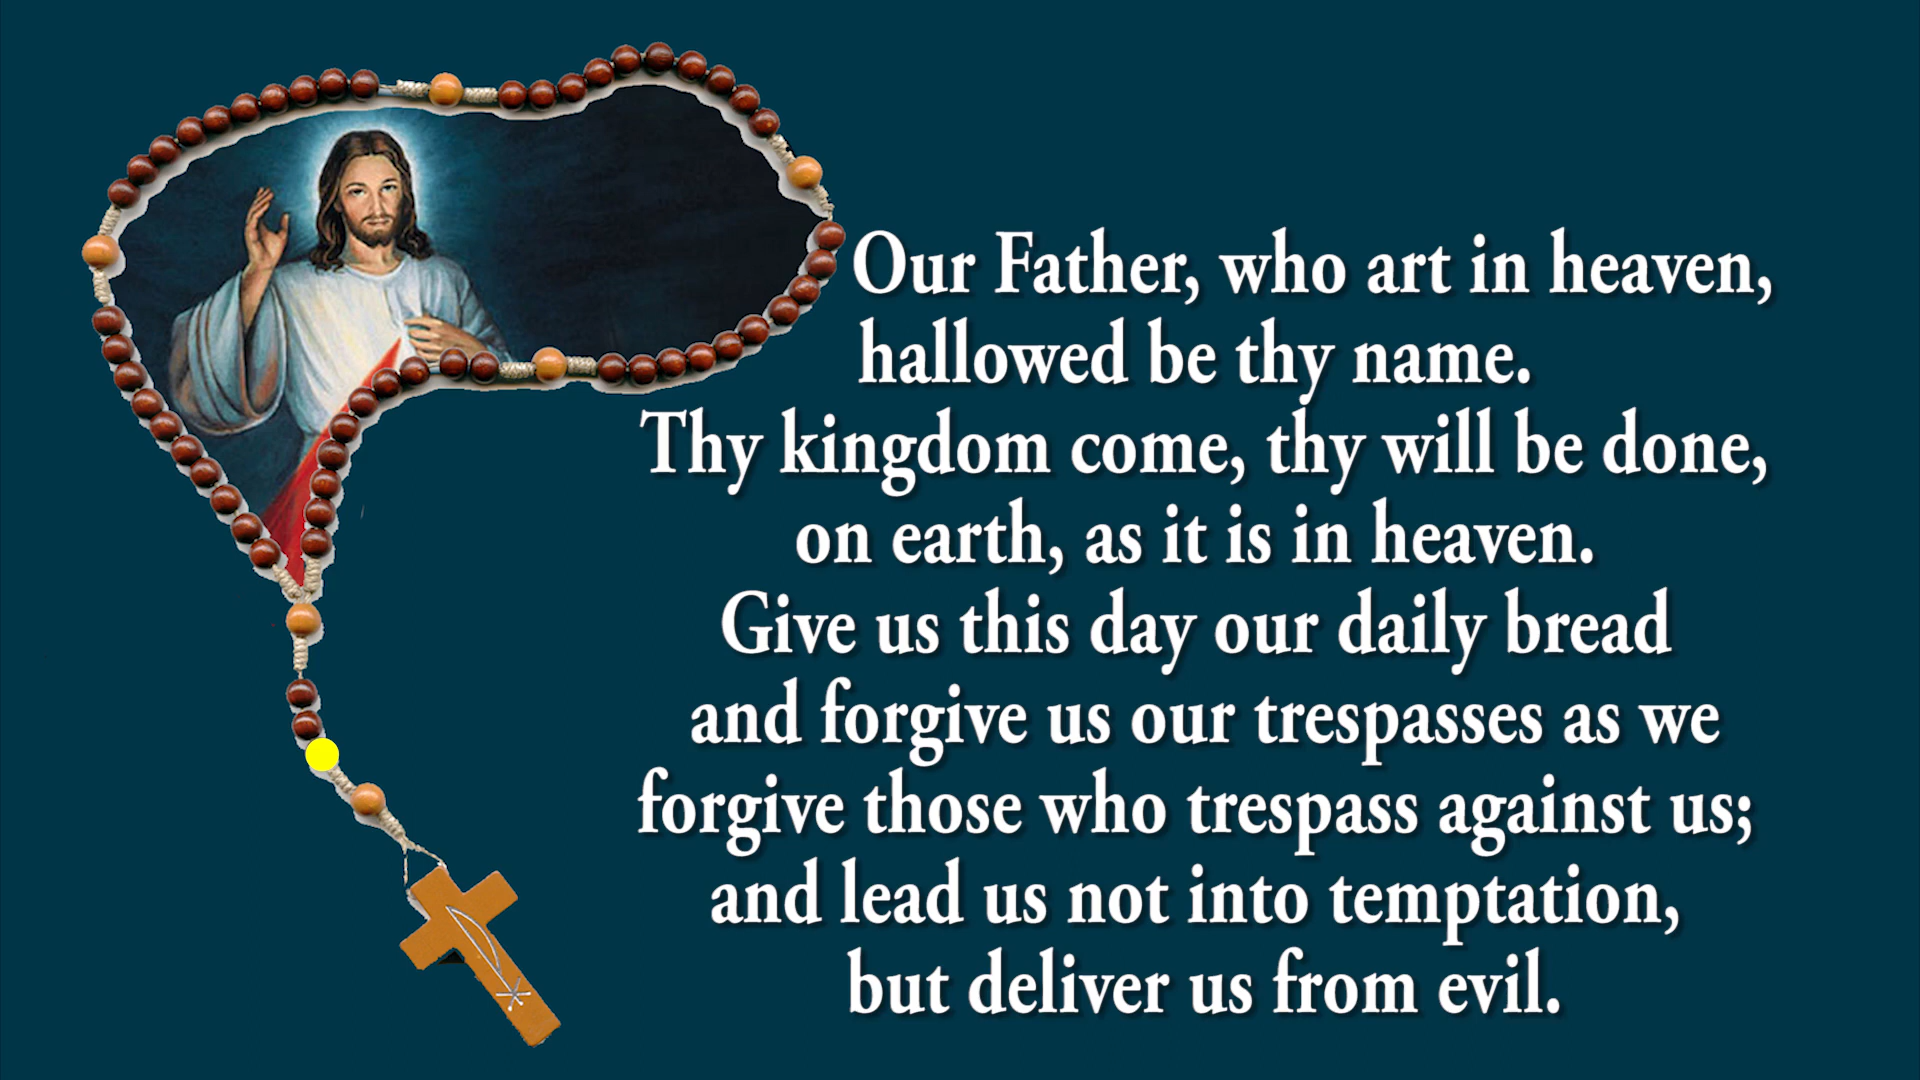 Our Father, who art in heaven,
hallowed be thy name.
Thy kingdom come, thy will be done,
on earth, as it is in heaven.
Give us this day our daily bread
and forgive us our trespasses as we
forgive those who trespass against us;
and lead us not into temptation,
but deliver us from evil.